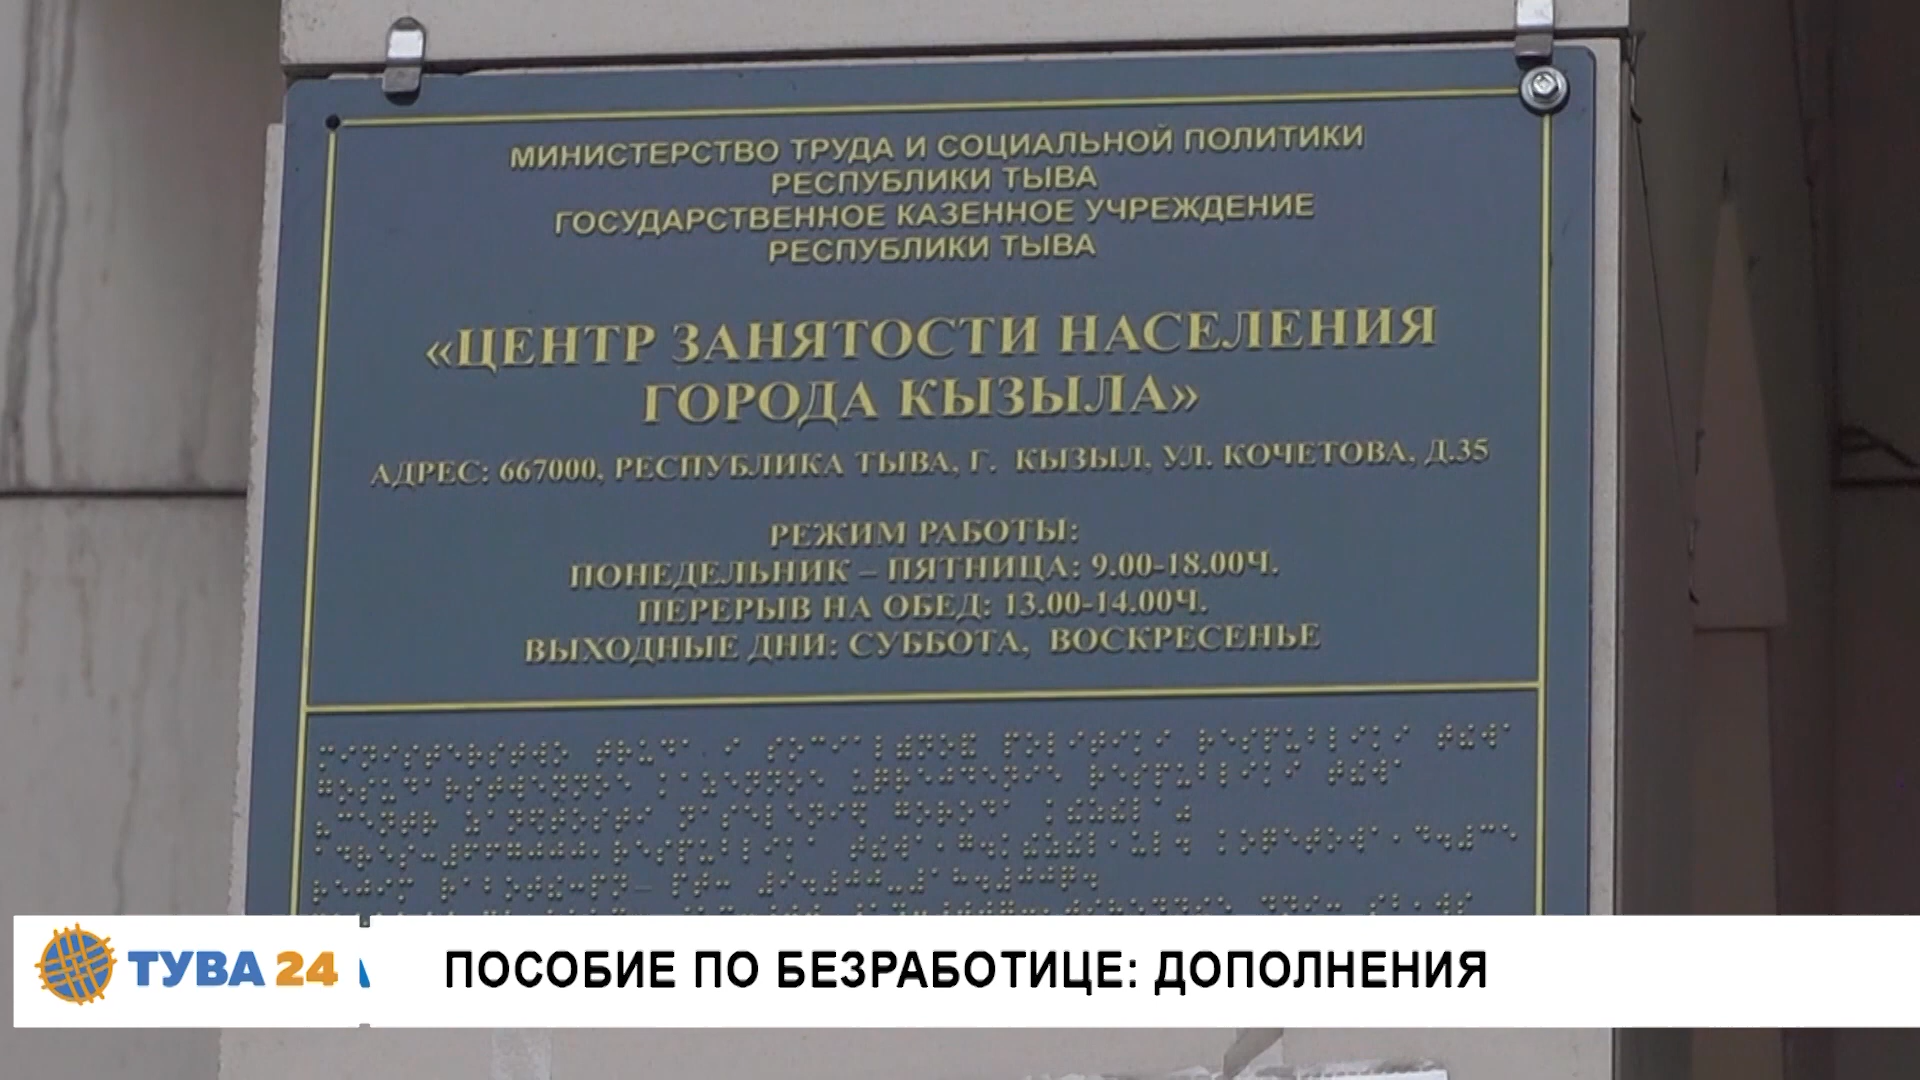 МИНИСТЕРСТВО ТРУДА И СОЦИАЛЬНОЙ ПОЛИТИКИ
РЕСПУБЛИКИ ТЫВА
ГОСУДАРСТВЕННОЕ КАЗЕННОЕ УЧРЕЖДЕНИЕ
РЕСПУБЛИКИ ТЫВА
«ЦЕНТР ЗАНЯТОСТИ НАСЕЛЕНИЯ
ГОРОДА КЫЗЫЛА»
АДРЕС: 667000, РЕСПУБЛИКА ТЫВА, Г. КЫЗЫЛ, УЛ. КОЧЕТОВА, Д.35
РЕЖИМ РАБОТЫ:
ПОНЕДЕЛЬНИК – ПЯТНИЦА: 9.00-18.00Ч.
ПЕРЕРЫВ НА ОБЕД: 13.00-14.00Ч.
ВЫХОДНЫЕ ДНИ: СУББОТА, ВОСКРЕСЕНЬЕ
ТУВА 24
ПОСОБИЕ ПО БЕЗРАБОТИЦЕ: ДОПОЛНЕНИЯ